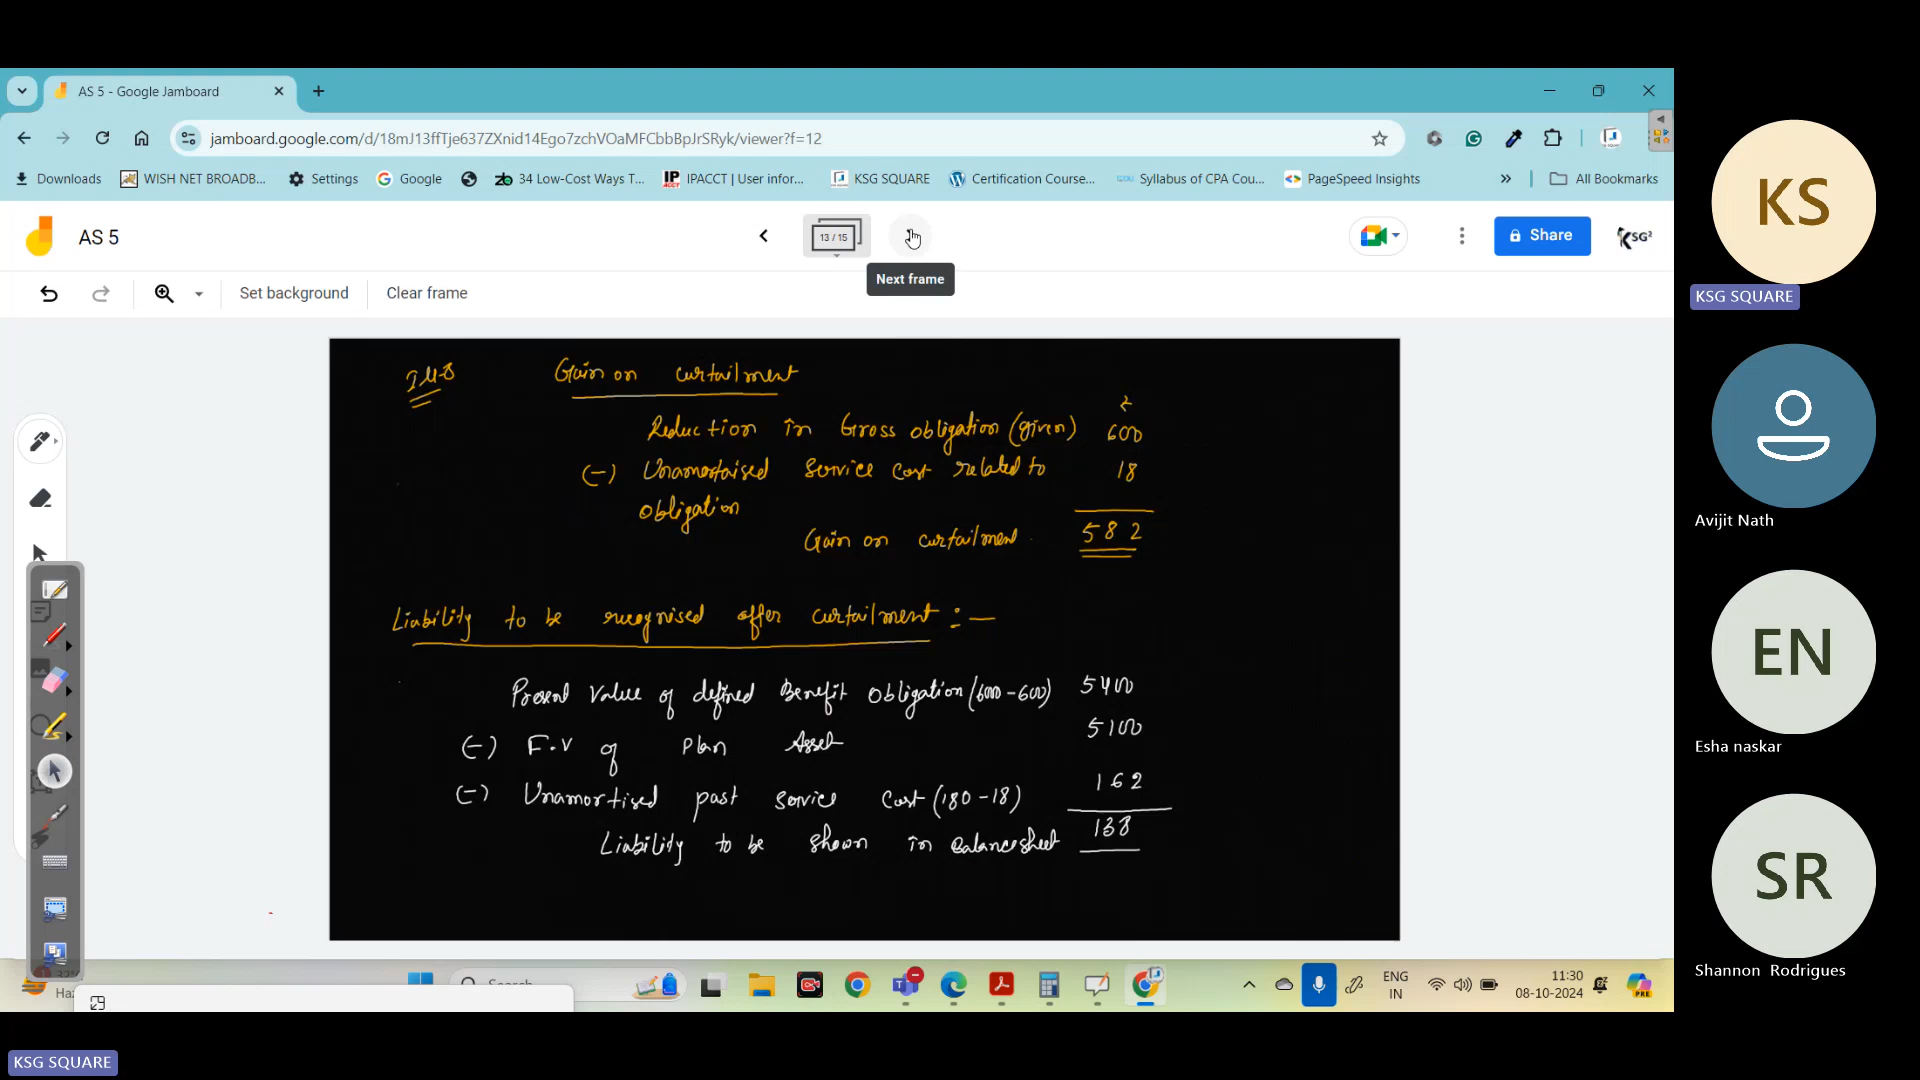 AS 5 - Google Jamboard
jamboard.google.com/d/18mJ13ffTje637ZXnid14Ego7zchVOaMFCbbBpJrSRyk/viewer?f=12
Downloads
WISH NET BROADB...
Settings
Google
34 Low-Cost Ways T...
IPACCT | User infor...
KSG SQUARE
Certification Course...
Syllabus of CPA Cou...
PageSpeed Insights
All Bookmarks
AS 5
13 / 15
Share
KSG²
Next frame
Set background
Clear frame
Gain on curtailment
Reduction in Gross obligation (given) 600
(-) Unamortaised Service Cost related to 18
obligation
Gain on curtailment 582
Liability to be recognised after curtailment :—
Present Value of defined Benefit Obligation (600-600) 5400
(-) F.V of Plan Asset 5100
(-) Unamortised past Service Cost (180-18) 162
Liability to be shown in Balancesheet 138
Search
ENG
IN
11:30
08-10-2024
KS
KSG SQUARE
Avijit Nath
EN
Esha naskar
SR
Shannon Rodrigues
KSG SQUARE